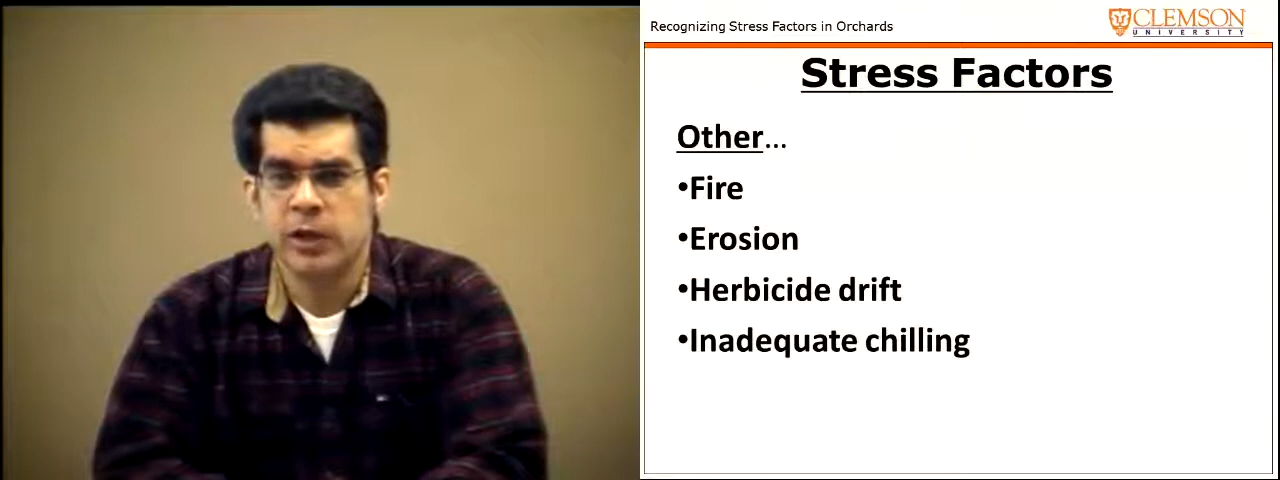 Recognizing Stress Factors in Orchards
CLEMSON
UNIVERSITY
Stress Factors
Other...
•Fire
•Erosion
•Herbicide drift
•Inadequate chilling